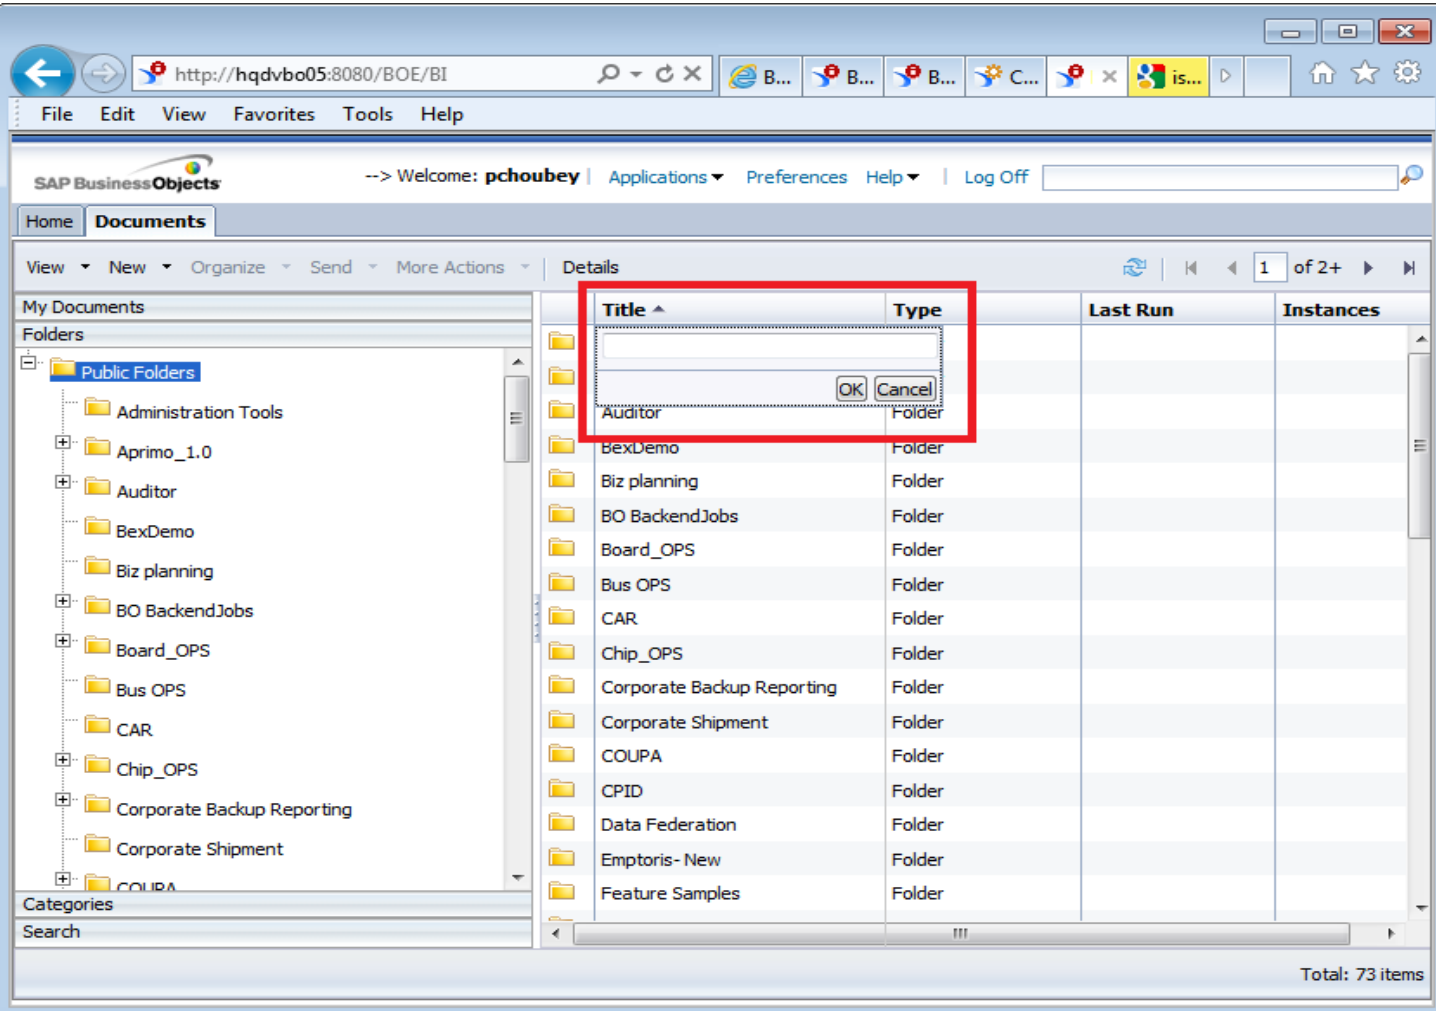 http://hqdvbo05:8080/BOE/BI
B... B... B... C... is...
File Edit View Favorites Tools Help
SAP BusinessObjects
--> Welcome: pchoubey | Applications Preferences Help | Log Off
Home Documents
View New Organize Send More Actions Details 1 of 2+
My Documents
Folders
Public Folders
Administration Tools
Aprimo_1.0
Auditor
BexDemo
Biz planning
BO BackendJobs
Board_OPS
Bus OPS
CAR
Chip_OPS
Corporate Backup Reporting
Corporate Shipment
COUPA
Categories
Search
Title Type Last Run Instances
OK Cancel
Auditor Folder
BexDemo Folder
Biz planning Folder
BO BackendJobs Folder
Board_OPS Folder
Bus OPS Folder
CAR Folder
Chip_OPS Folder
Corporate Backup Reporting Folder
Corporate Shipment Folder
COUPA Folder
CPID Folder
Data Federation Folder
Emptoris-New Folder
Feature Samples Folder
Total: 73 items